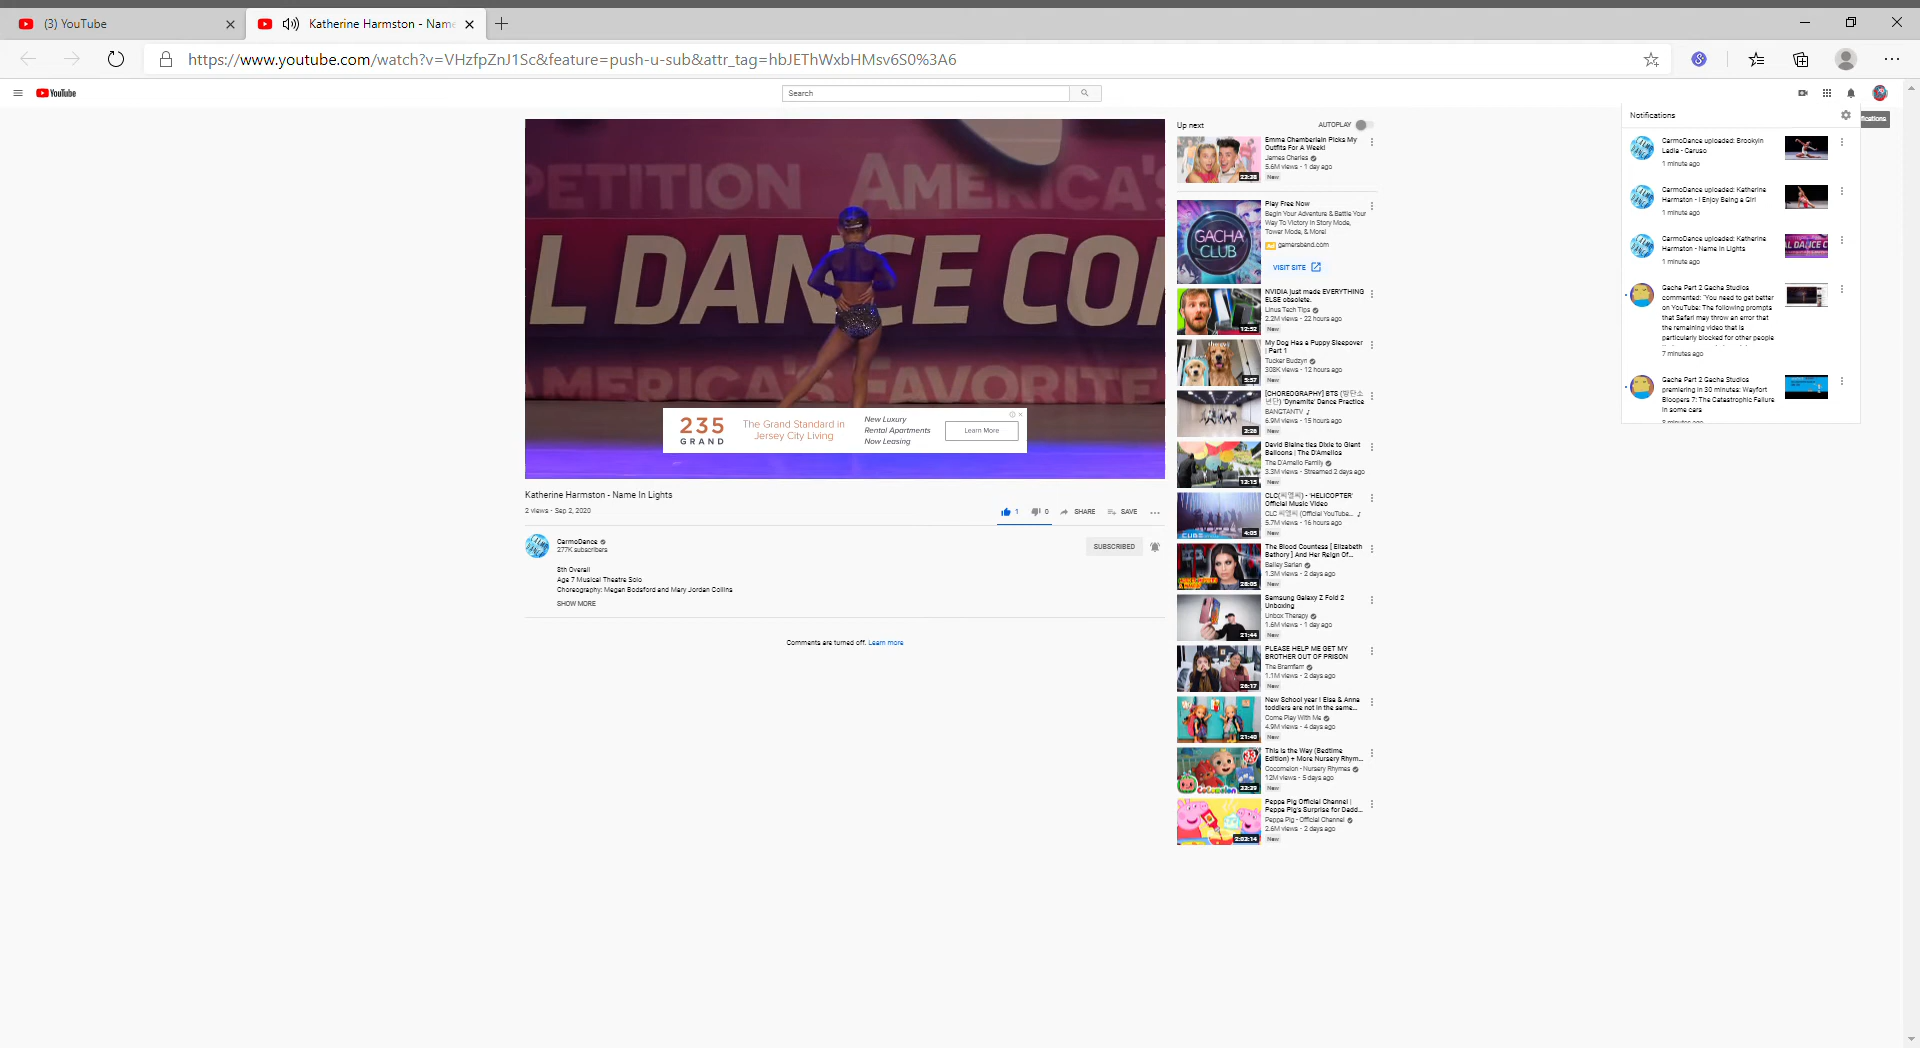 (3) YouTube
Katherine Harmston - Name
https://www.youtube.com/watch?v=VHzfpZnJ1Sc&feature=push-u-sub&attr_tag=hbJEThWxbHMsv6S0%3A6
YouTube
Search
PETITION AMERICA'S
L DANCE CO
AMERICA'S FAVORITE
235
GRAND
The Grand Standard in
Jersey City Living
New Luxury
Rental Apartments
Now Leasing
Learn More
Katherine Harmston - Name In Lights
2 views - Sep 2, 2020
1
0
SHARE
SAVE
CarmoDance
277K subscribers
SUBSCRIBED
8th Overall
Age 7 Musical Theatre Solo
Choreography: Megan Bodsford and Mary Jordan Collins
SHOW MORE
Comments are turned off. Learn more
Up next
AUTOPLAY
Emma Chamberlain Picks My
Outfits For A Week!
James Charles
5.6M views - 1 day ago
New
22:38
GACHA
CLUB
Play Free Now
Begin Your Adventure & Battle Your
Way To Victory In Story Mode,
Tower Mode, & More!
Ad gamersband.com
VISIT SITE
NVIDIA just made EVERYTHING
ELSE obsolete.
Linus Tech Tips
2.2M views - 22 hours ago
New
12:52
My Dog Has a Puppy Sleepover
| Part 1
Tucker Budzyn
308K views - 12 hours ago
New
5:57
[CHOREOGRAPHY] BTS (방탄소
년단) 'Dynamite' Dance Practice
BANGTANTV
6.9M views - 15 hours ago
New
3:28
David Blaine ties Dixie to Giant
Balloons | The D'Amelios
The D'Amelio Family
3.3M views - Streamed 2 days ago
New
12:15
CLC(씨엘씨) - 'HELICOPTER'
Official Music Video
CLC 씨엘씨 (Official YouTube...
5.7M views - 16 hours ago
New
CUBE
4:05
The Blood Countess [ Elizabeth
Bathory ] And Her Reign Of...
Bailey Sarian
1.3M views - 2 days ago
New
28:05
Samsung Galaxy Z Fold 2
Unboxing
Unbox Therapy
1.6M views - 1 day ago
New
21:44
PLEASE HELP ME GET MY
BROTHER OUT OF PRISON
The Bramfam
1.1M views - 2 days ago
New
26:17
New School year ! Elsa & Anna
toddlers are not in the same...
Come Play With Me
4.9M views - 4 days ago
New
21:40
This is the Way (Bedtime
Edition) + More Nursery Rhym...
Cocomelon - Nursery Rhymes
12M views - 5 days ago
New
CoComelon
33:39
Peppa Pig Official Channel |
Peppa Pig's Surprise for Dadd...
Peppa Pig - Official Channel
2.6M views - 2 days ago
New
2:02:14
Notifications
fications
CarmoDance uploaded: Brooklyn
Ladia - Caruso
1 minute ago
CarmoDance uploaded: Katherine
Harmston - I Enjoy Being a Girl
1 minute ago
CarmoDance uploaded: Katherine
Harmston - Name In Lights
1 minute ago
AL DANCE C
Gacha Part 2 Gacha Studios
commented: "You need to get better
on YouTube: The following prompts
that Safari may throw an error that
the remaining video that is
particularly blocked for other people
7 minutes ago
Gacha Part 2 Gacha Studios
premiering in 30 minutes: Wayfort
Bloopers 7: The Catastrophic Failure
in some cars